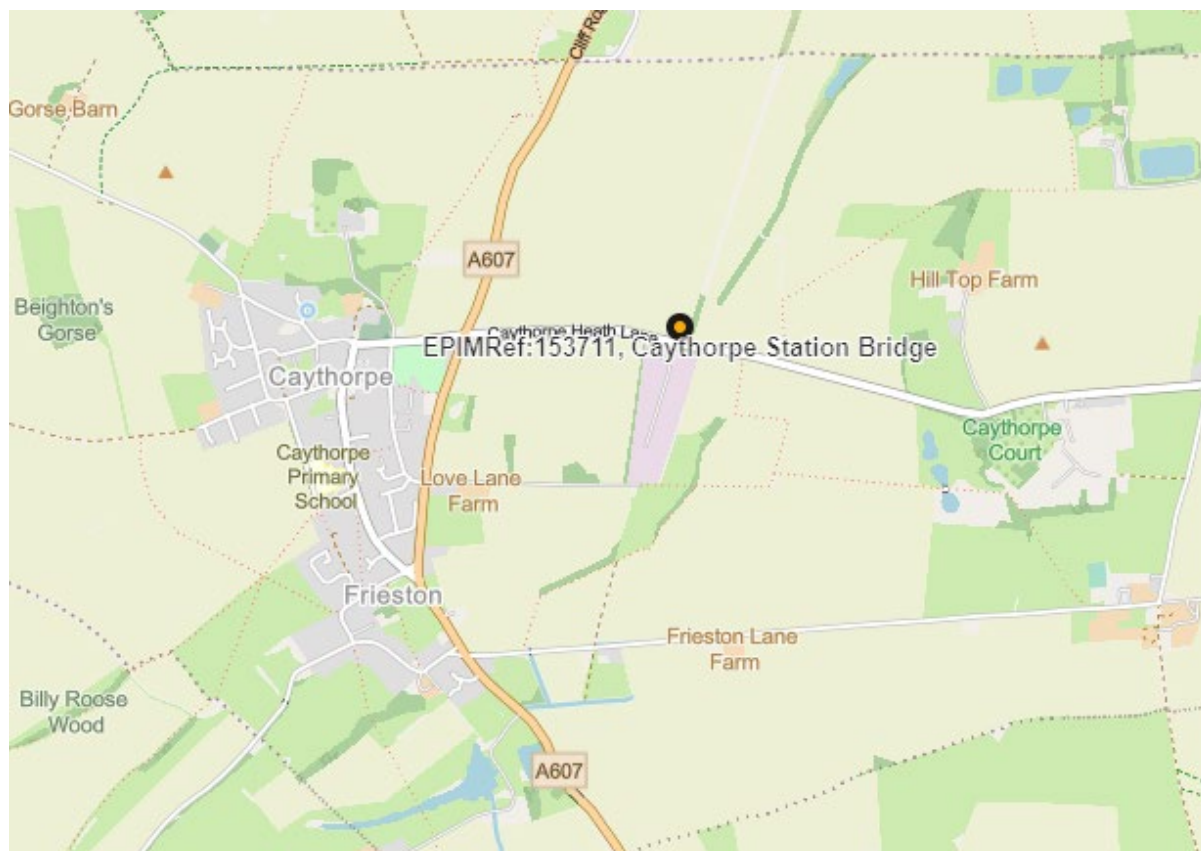 Cliff Ro
Gorse Barn
A607
Hill Top Farm
Beighton's
Gorse
Caythorpe Heath Lane
EPIMRef:153711, Caythorpe Station Bridge
Caythorpe
Caythorpe
Court
Caythorpe
Primary
School
Love Lane
Farm
Frieston
Frieston Lane
Farm
Billy Roose
Wood
A607